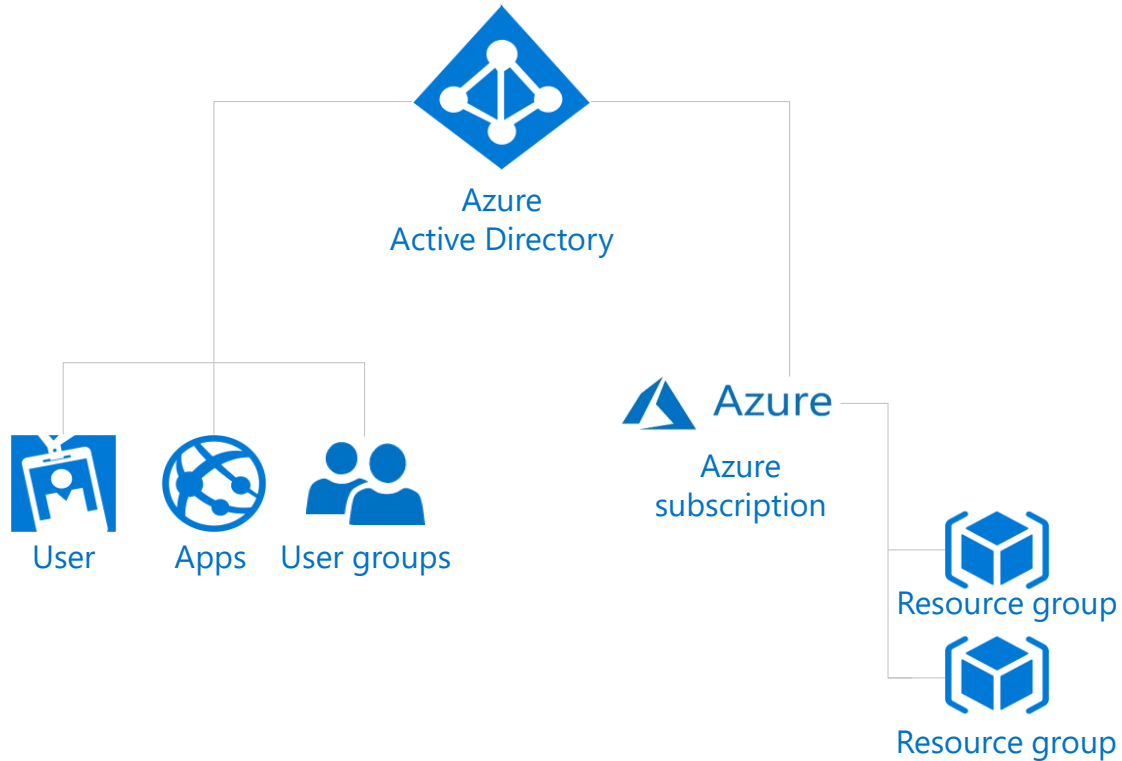 Azure
Active Directory
User
Apps
User groups
Azure
Azure
subscription
Resource group
Resource group